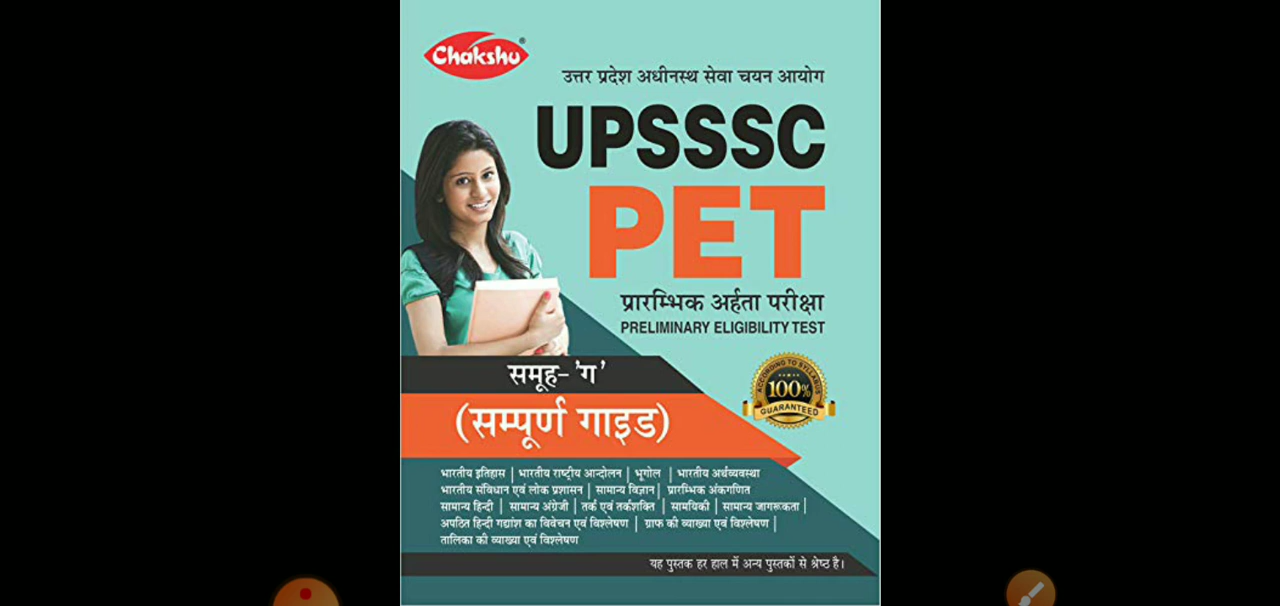 Chakshu®
उत्तर प्रदेश अधीनस्थ सेवा चयन आयोग
UPSSSC
PET
प्रारम्भिक अर्हता परीक्षा
PRELIMINARY ELIGIBILITY TEST
समूह- 'ग'
ACCORDING TO SYLLABUS
100%
GUARANTEED
(सम्पूर्ण गाइड)
भारतीय इतिहास | भारतीय राष्ट्रीय आन्दोलन | भूगोल | भारतीय अर्थव्यवस्था
भारतीय संविधान एवं लोक प्रशासन | सामान्य विज्ञान | प्रारम्भिक अंकगणित
सामान्य हिन्दी | सामान्य अंग्रेजी | तर्क एवं तर्कशक्ति | सामयिकी | सामान्य जागरूकता |
अपठित हिन्दी गद्यांश का विवेचन एवं विश्लेषण | ग्राफ की व्याख्या एवं विश्लेषण |
तालिका की व्याख्या एवं विश्लेषण
यह पुस्तक हर हाल में अन्य पुस्तकों से श्रेष्ठ है।